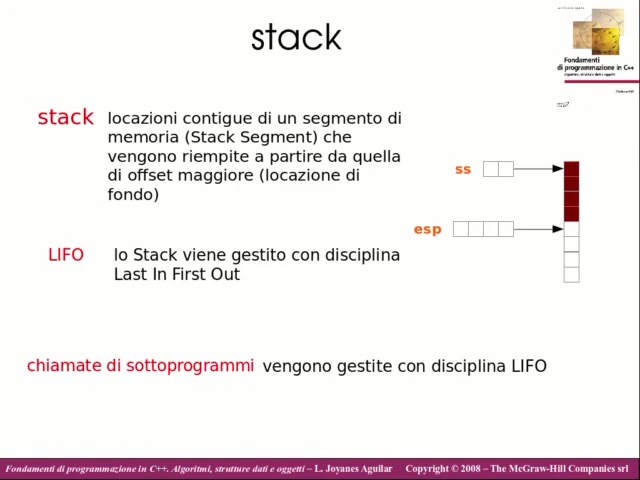 stack
Fondamenti
di programmazione in C++
stack
locazioni contigue di un segmento di
memoria (Stack Segment) che
vengono riempite a partire da quella
di offset maggiore (locazione di
fondo)
ss
esp
LIFO
lo Stack viene gestito con disciplina
Last In First Out
chiamate di sottoprogrammi vengono gestite con disciplina LIFO
Fondamenti di programmazione in C++. Algoritmi, strutture dati e oggetti – L. Joyanes Aguilar Copyright © 2008 – The McGraw-Hill Companies srl